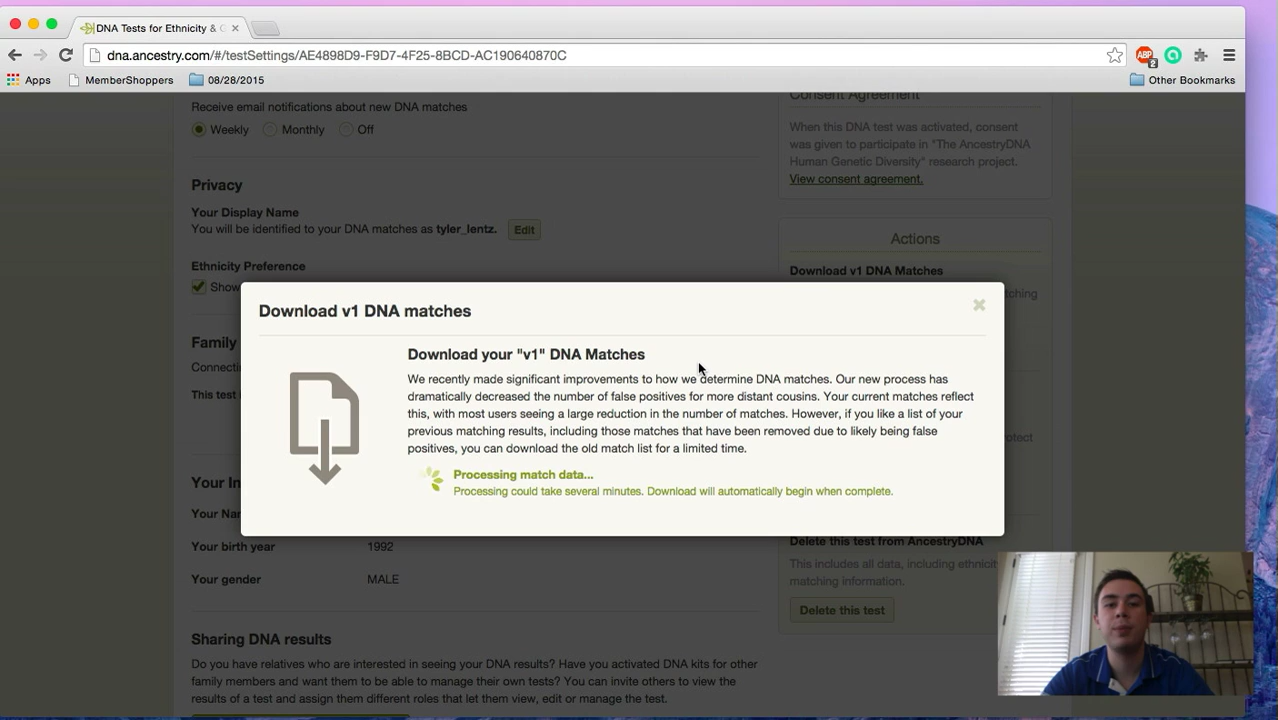 DNA Tests for Ethnicity &
dna.ancestry.com/#/testSettings/AE4898D9-F9D7-4F25-8BCD-AC190640870C
ABP
2
Apps
MemberShoppers
08/28/2015
Other Bookmarks
Receive email notifications about new DNA matches
Weekly
Monthly
Off
Privacy
Your Display Name
You will be identified to your DNA matches as tyler_lentz.
Edit
Ethnicity Preference
Show
Family
This test
Your Name
Your birth year
1992
Your gender
MALE
Sharing DNA results
Do you have relatives who are interested in seeing your DNA results? Have you activated DNA kits for other
family members and want them to be able to manage their own tests? You can invite others to view the
results of a test and assign them different roles that let them view, edit or manage the test.
Consent Agreement
When this DNA test was activated, consent
was given to participate in "The AncestryDNA
Human Genetic Diversity" research project.
View consent agreement.
Actions
Download v1 DNA Matches
Delete this test from AncestryDNA
This includes all data, including
matching information.
Delete this test
Download v1 DNA matches
Download your "v1" DNA Matches
We recently made significant improvements to how we determine DNA matches. Our new process has
dramatically decreased the number of false positives for more distant cousins. Your current matches reflect
this, with most users seeing a large reduction in the number of matches. However, if you like a list of your
previous matching results, including those matches that have been removed due to likely being false
positives, you can download the old match list for a limited time.
Processing match data...
Processing could take several minutes. Download will automatically begin when complete.